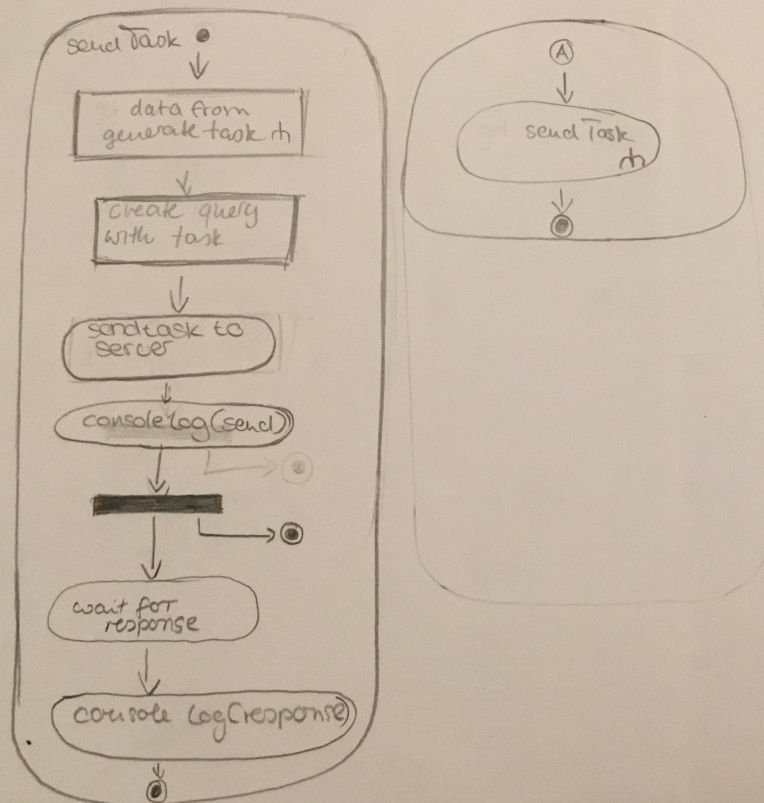 sendTask
data from
generate task
create query
with task
sendtask to
server
console log(send)
wait for
response
console log(response)
A
sendTask